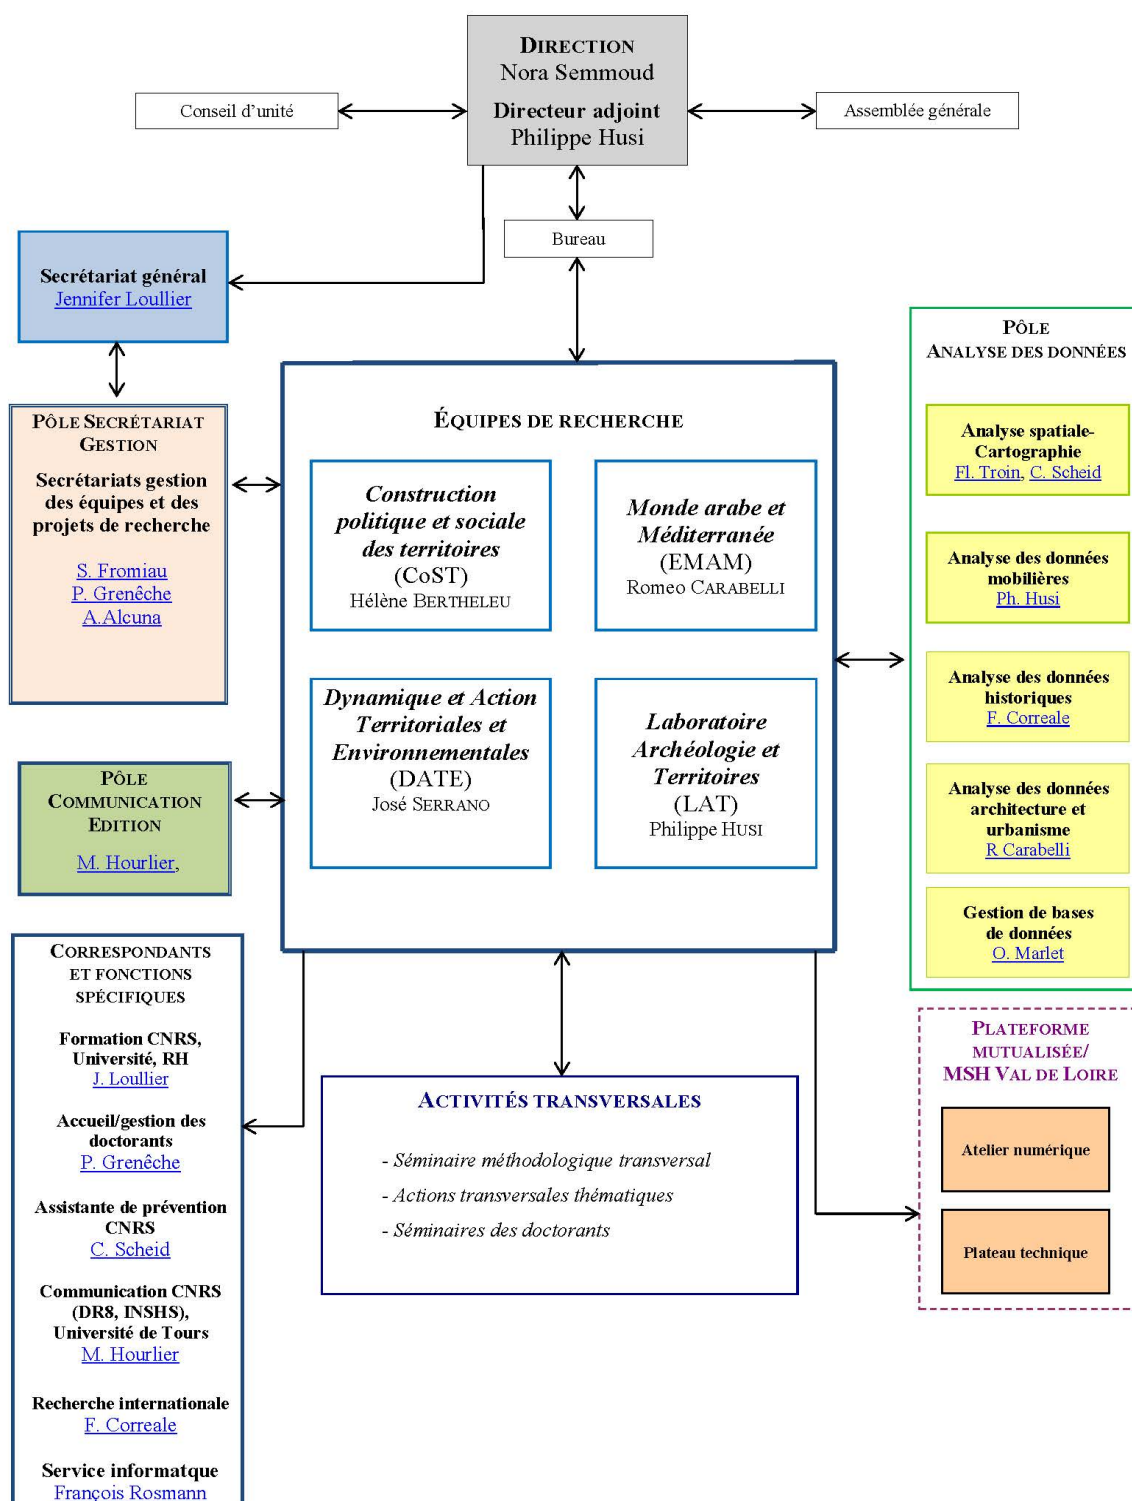 DIRECTION
Nora Semmoud
Directeur adjoint
Philippe Husi
Conseil d'unité
Assemblée générale
Bureau
Secrétariat général
Jennifer Loullier
PÔLE SECRÉTARIAT
GESTION
Secrétariats gestion
des équipes et des
projets de recherche
S. Fromiau
P. Grenêche
A.Alcuna
PÔLE
COMMUNICATION
EDITION
M. Hourlier,
ÉQUIPES DE RECHERCHE
Construction
politique et sociale
des territoires
(CoST)
Hélène BERTHELEU
Monde arabe et
Méditerranée
(EMAM)
Romeo CARABELLI
Dynamique et Action
Territoriales et
Environnementales
(DATE)
José SERRANO
Laboratoire
Archéologie et
Territoires
(LAT)
Philippe HUSI
PÔLE
ANALYSE DES DONNÉES
Analyse spatiale-
Cartographie
Fl. Troin, C. Scheid
Analyse des données
mobilières
Ph. Husi
Analyse des données
historiques
F. Correale
Analyse des données
architecture et
urbanisme
R Carabelli
Gestion de bases
de données
O. Marlet
CORRESPONDANTS
ET FONCTIONS
SPÉCIFIQUES
Formation CNRS,
Université, RH
J. Loullier
Accueil/gestion des
doctorants
P. Grenêche
Assistante de prévention
CNRS
C. Scheid
Communication CNRS
(DR8, INSHS),
Université de Tours
M. Hourlier
Recherche internationale
F. Correale
Service informatque
François Rosmann
ACTIVITÉS TRANSVERSALES
- Séminaire méthodologique transversal
- Actions transversales thématiques
- Séminaires des doctorants
PLATEFORME
MUTUALISÉE/
MSH VAL DE LOIRE
Atelier numérique
Plateau technique